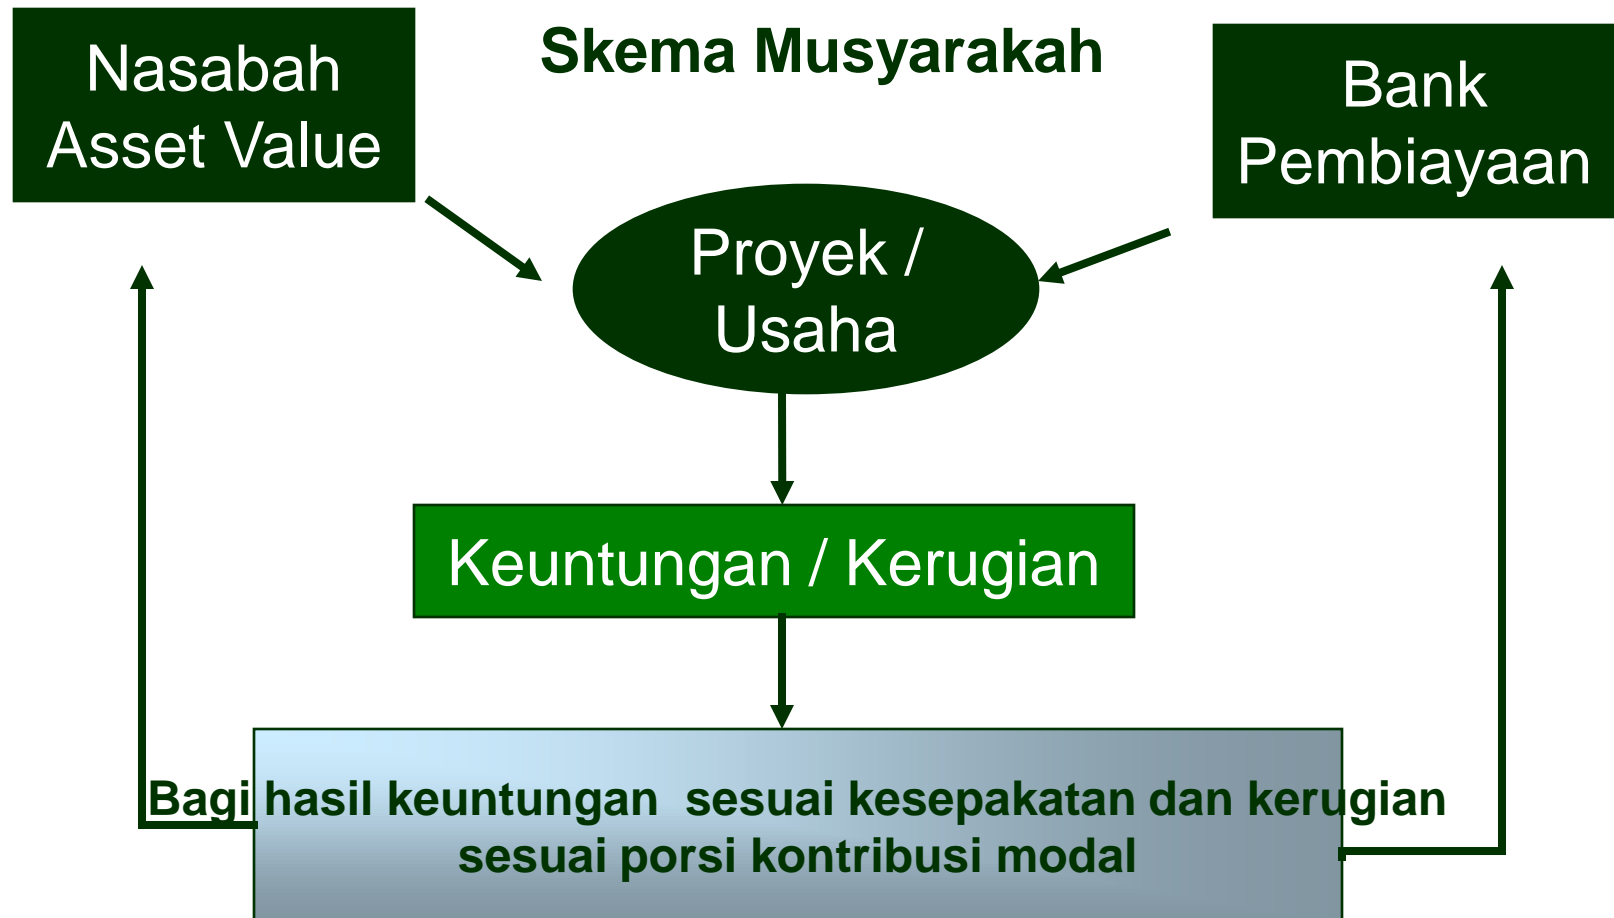 Skema Musyarakah
Nasabah
Asset Value
Bank
Pembiayaan
Proyek /
Usaha
Keuntungan / Kerugian
Bagi hasil keuntungan  sesuai kesepakatan dan kerugian
sesuai porsi kontribusi modal